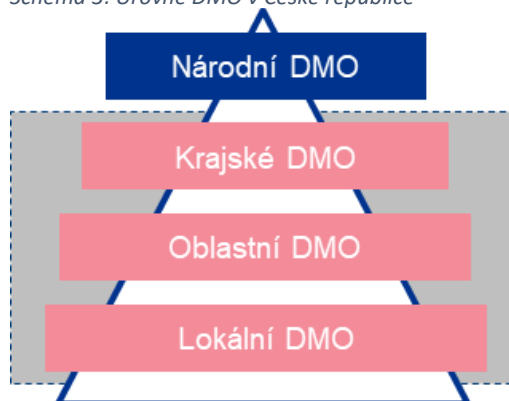 Schéma 3: Úrovně DMO v České republice
Národní DMO
Krajské DMO
Oblastní DMO
Lokální DMO